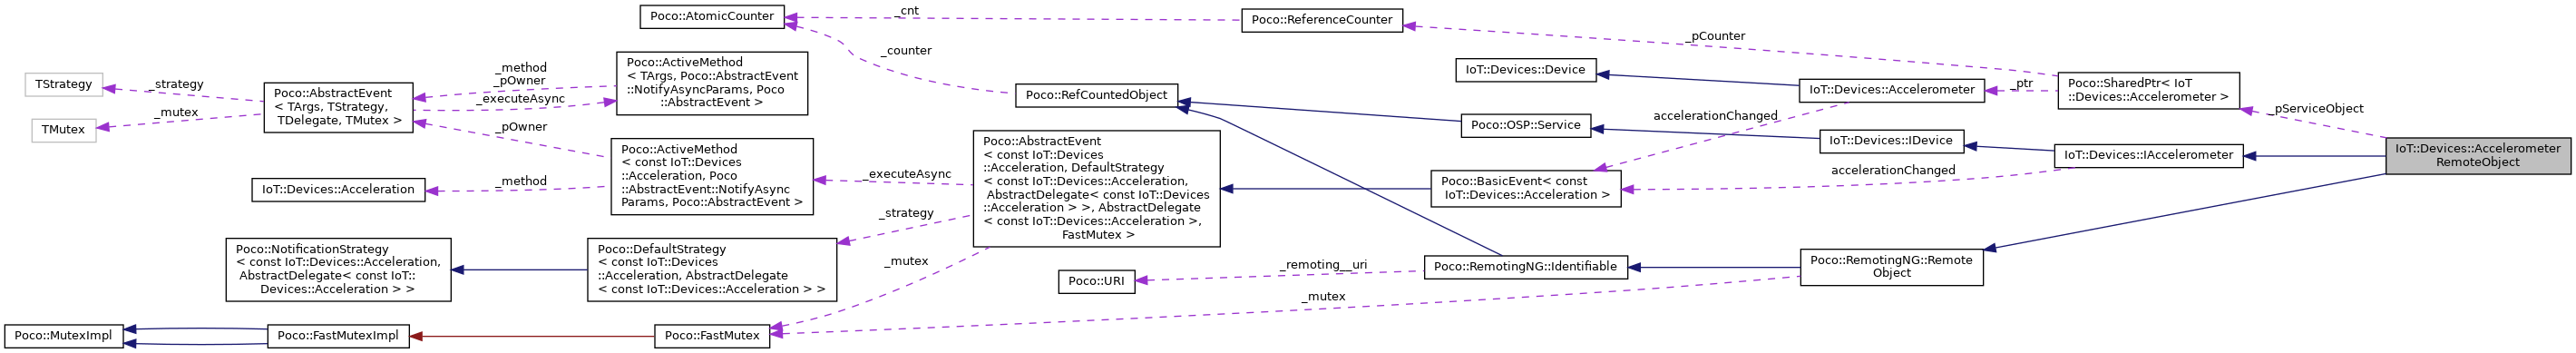 Poco::AtomicCounter
_cnt
Poco::ReferenceCounter
_pCounter
_counter
TStrategy
_strategy
TMutex
_mutex
Poco::AbstractEvent
< TArgs, TStrategy,
TDelegate, TMutex >
_method
_pOwner
_executeAsync
Poco::ActiveMethod
< TArgs, Poco::AbstractEvent
::NotifyAsyncParams, Poco
::AbstractEvent >
_pOwner
Poco::ActiveMethod
< const IoT::Devices
::Acceleration, Poco
::AbstractEvent::NotifyAsync
Params, Poco::AbstractEvent >
_method
IoT::Devices::Acceleration
_executeAsync
Poco::RefCountedObject
Poco::AbstractEvent
< const IoT::Devices
::Acceleration, DefaultStrategy
< const IoT::Devices::Acceleration,
AbstractDelegate< const IoT::Devices
::Acceleration > >, AbstractDelegate
< const IoT::Devices::Acceleration >,
FastMutex >
_strategy
_mutex
Poco::NotificationStrategy
< const IoT::Devices::Acceleration,
AbstractDelegate< const IoT::
Devices::Acceleration > >
Poco::DefaultStrategy
< const IoT::Devices
::Acceleration, AbstractDelegate
< const IoT::Devices::Acceleration > >
Poco::MutexImpl
Poco::FastMutexImpl
Poco::FastMutex
Poco::URI
_remoting__uri
_mutex
IoT::Devices::Device
Poco::OSP::Service
Poco::BasicEvent< const
IoT::Devices::Acceleration >
Poco::RemotingNG::Identifiable
accelerationChanged
IoT::Devices::Accelerometer
_ptr
IoT::Devices::IDevice
accelerationChanged
Poco::RemotingNG::Remote
Object
Poco::SharedPtr< IoT
::Devices::Accelerometer >
_pServiceObject
IoT::Devices::IAccelerometer
IoT::Devices::Accelerometer
RemoteObject